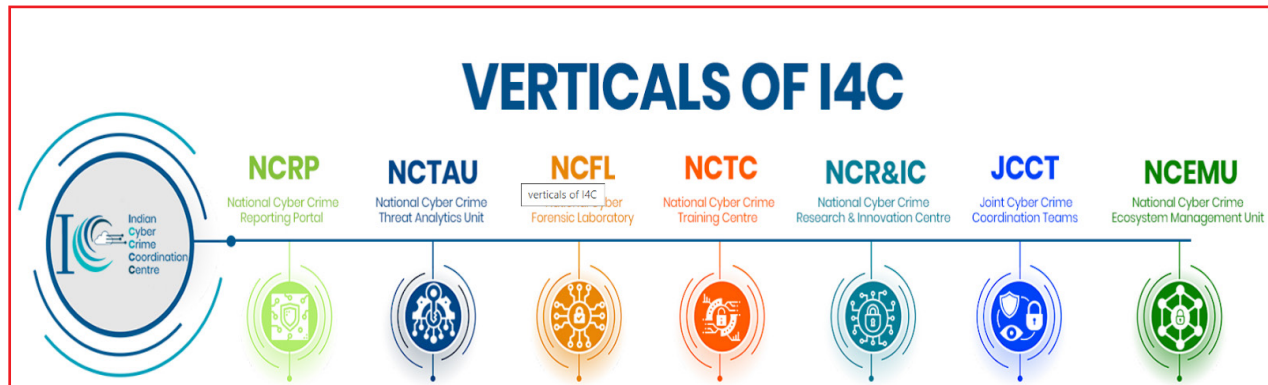 VERTICALS OF I4C
Indian
Cyber
Crime
Coordination
Centre
NCRP
National Cyber Crime
Reporting Portal
NCTAU
National Cyber Crime
Threat Analytics Unit
NCFL
verticals of I4C
Forensic Laboratory
NCTC
National Cyber Crime
Training Centre
NCR&IC
National Cyber Crime
Research & Innovation Centre
JCCT
Joint Cyber Crime
Coordination Teams
NCEMU
National Cyber Crime
Ecosystem Management Unit